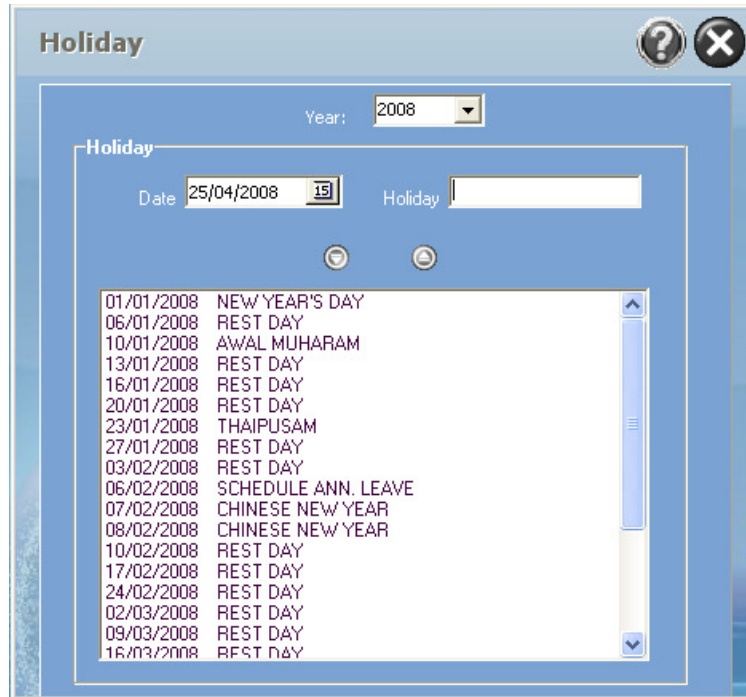 Holiday
Year: 2008
Holiday
Date 25/04/2008 15 Holiday
01/01/2008 NEW YEAR'S DAY
06/01/2008 REST DAY
10/01/2008 AWAL MUHARAM
13/01/2008 REST DAY
16/01/2008 REST DAY
20/01/2008 REST DAY
23/01/2008 THAIPUSAM
27/01/2008 REST DAY
03/02/2008 REST DAY
06/02/2008 SCHEDULE ANN. LEAVE
07/02/2008 CHINESE NEW YEAR
08/02/2008 CHINESE NEW YEAR
10/02/2008 REST DAY
17/02/2008 REST DAY
24/02/2008 REST DAY
02/03/2008 REST DAY
09/03/2008 REST DAY
16/03/2008 REST DAY